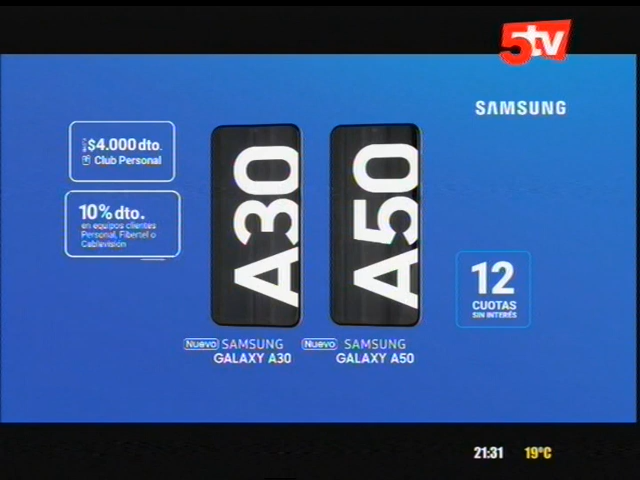 5tv
SAMSUNG
$4.000 dto.
Club Personal
10% dto.
en equipos clientes
Personal, Fibertel o
Cablevisión
A30
A50
12
CUOTAS
SIN INTERÉS
Nuevo SAMSUNG
GALAXY A30
Nuevo SAMSUNG
GALAXY A50
21:31 19°C